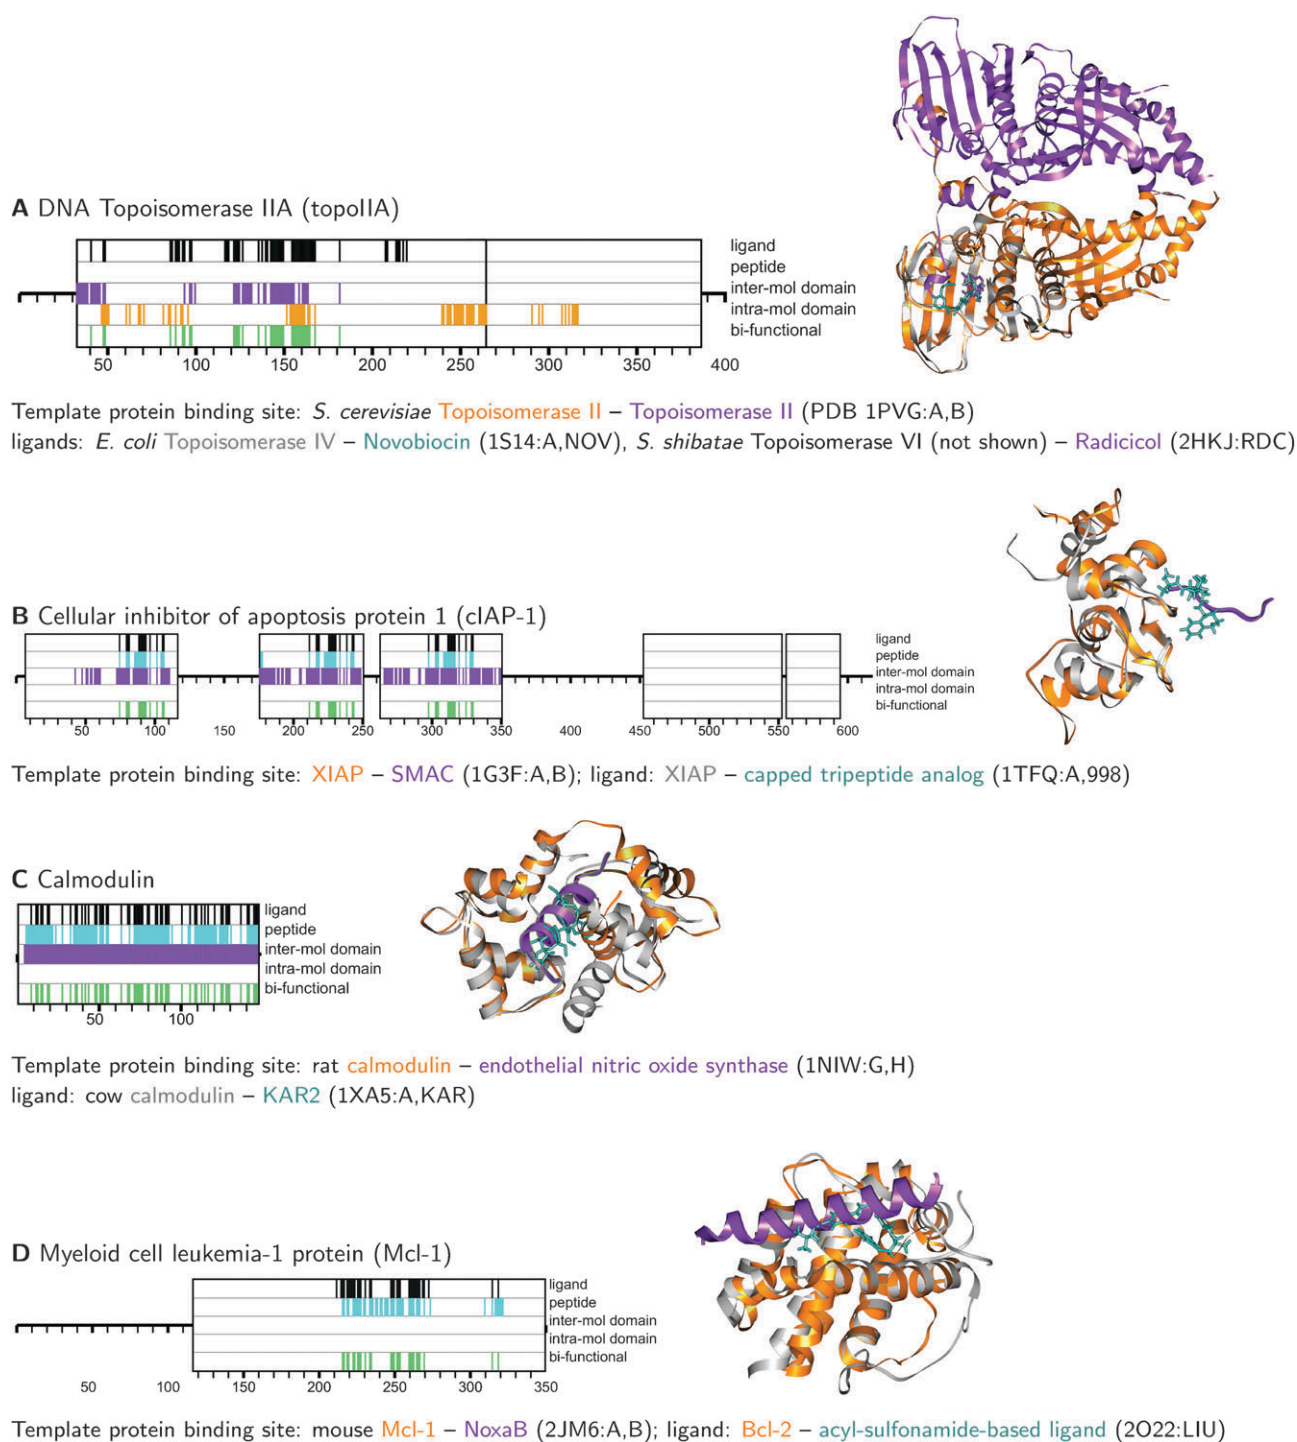 A DNA Topoisomerase IIA (topoIIA)
ligand
peptide
inter-mol domain
intra-mol domain
bi-functional
50 100 150 200 250 300 350 400
Template protein binding site: S. cerevisiae Topoisomerase II – Topoisomerase II (PDB 1PVG:A,B)
ligands: E. coli Topoisomerase IV – Novobiocin (1S14:A,NOV), S. shibatae Topoisomerase VI (not shown) – Radicicol (2HKJ:RDC)
B Cellular inhibitor of apoptosis protein 1 (cIAP-1)
ligand
peptide
inter-mol domain
intra-mol domain
bi-functional
50 100 150 200 250 300 350 400 450 500 550 600
Template protein binding site: XIAP – SMAC (1G3F:A,B); ligand: XIAP – capped tripeptide analog (1TFQ:A,998)
C Calmodulin
ligand
peptide
inter-mol domain
intra-mol domain
bi-functional
50 100
Template protein binding site: rat calmodulin – endothelial nitric oxide synthase (1NIW:G,H)
ligand: cow calmodulin – KAR2 (1XA5:A,KAR)
D Myeloid cell leukemia-1 protein (Mcl-1)
ligand
peptide
inter-mol domain
intra-mol domain
bi-functional
50 100 150 200 250 300 350
Template protein binding site: mouse Mcl-1 – NoxaB (2JM6:A,B); ligand: Bcl-2 – acyl-sulfonamide-based ligand (2O22:LIU)